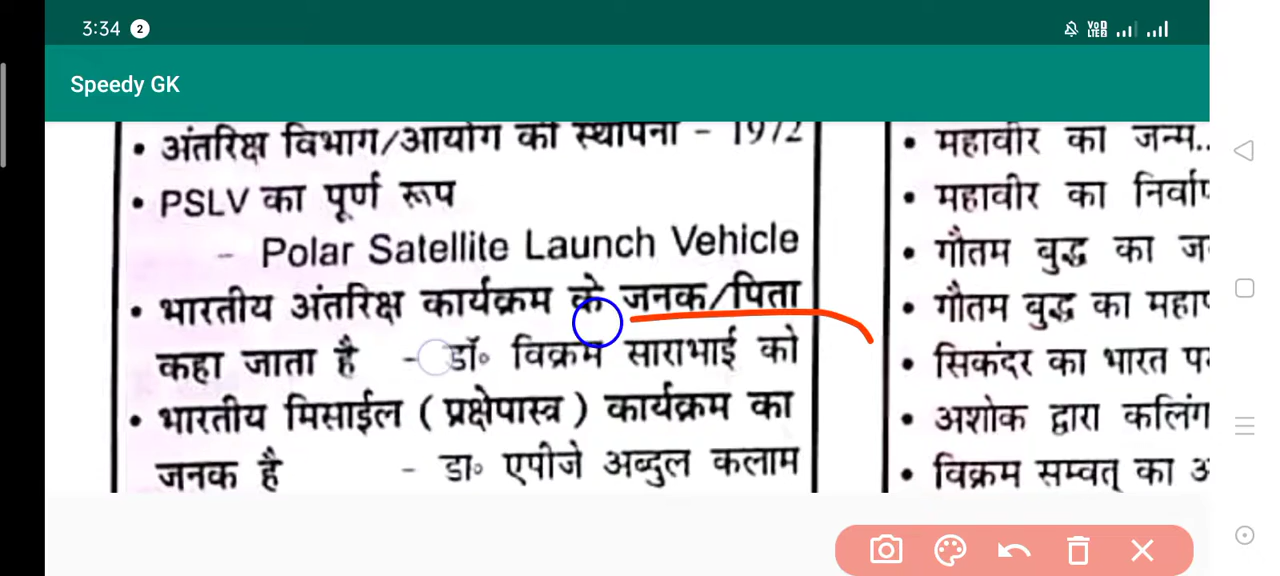 3:34 2
VoD LTED
Speedy GK
• अंतरिक्ष विभाग/आयोग की स्थापना - 1972
• PSLV का पूर्ण रूप
- Polar Satellite Launch Vehicle
• भारतीय अंतरिक्ष कार्यक्रम के जनक/पिता
कहा जाता है - डॉ॰ विक्रम साराभाई को
• भारतीय मिसाईल ( प्रक्षेपास्त्र ) कार्यक्रम का
जनक है - डा॰ एपीजे अब्दुल कलाम
• महावीर का जन्म..
• महावीर का
• गौतम बुद्ध का
• गौतम बुद्ध का
• सिकंदर का भारत
• अशोक द्वारा कलिंग
• विक्रम सम्वत् का